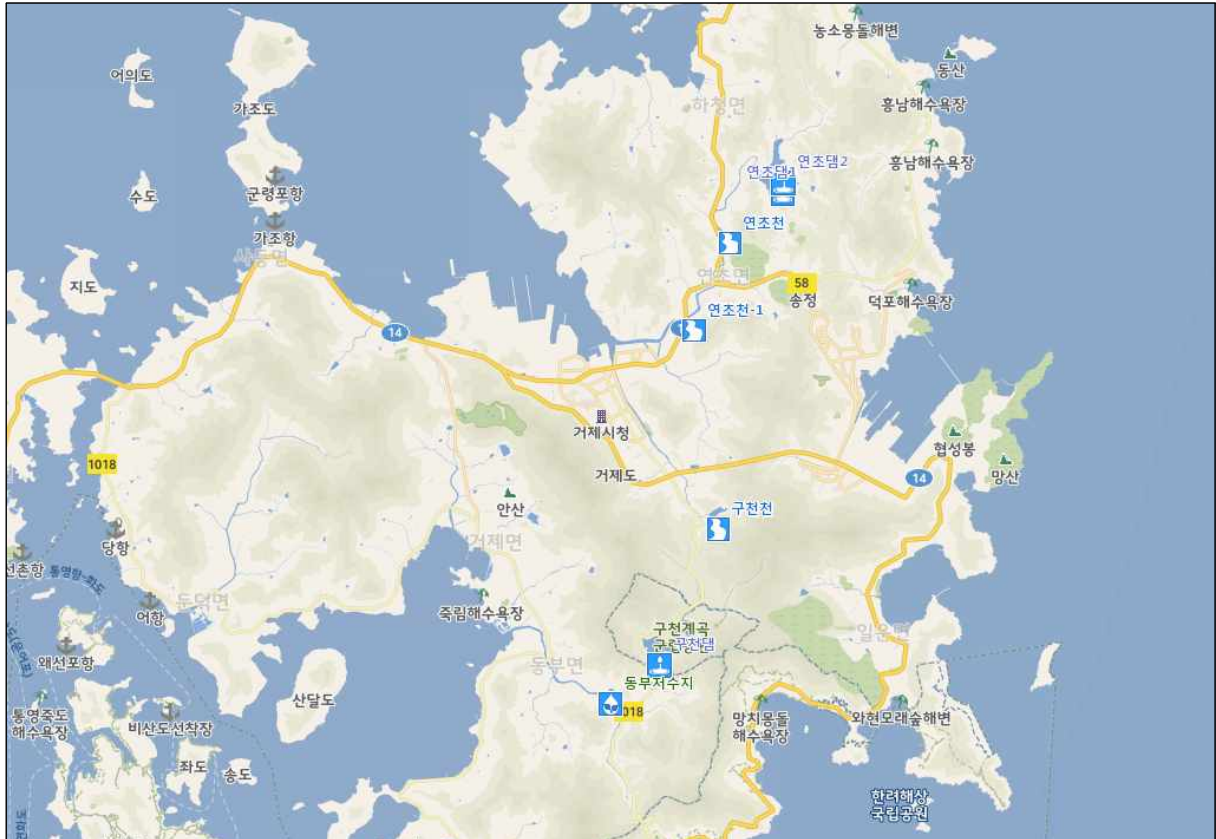 농소몽돌해변
어의도
동산
가조도
하청면
흥남해수욕장
연조댐1
연조댐2
흥남해수욕장
군령포항
수도
가조항
연조천
사등면
연초면
지도
58
송정
덕포해수욕장
연조천-1
14
거제시청
협성봉
1018
거제도
14
망산
안산
구천천
당항
거제면
통영항-화도
어항
둔덕면
죽림해수욕장
구천계곡
구천댐
일운면
왜선포항
동부면
동부저수지
산달도
통영죽도
해수욕장
비산도선착장
망치몽돌
해수욕장
와현모래숲해변
좌도
송도
한려해상
국립공원